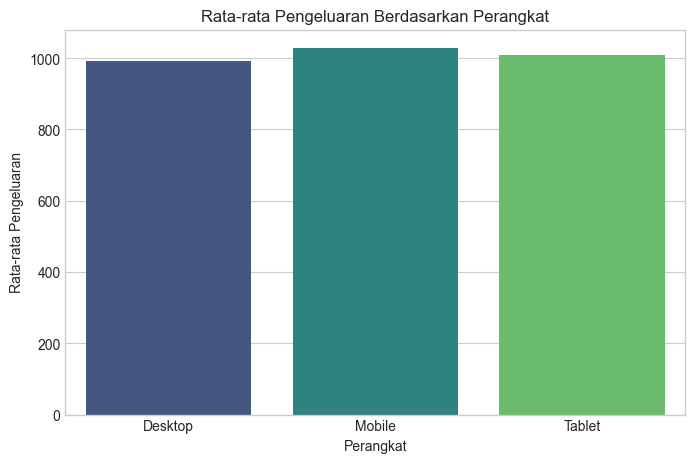 Rata-rata Pengeluaran Berdasarkan Perangkat
Rata-rata Pengeluaran
1000
800
600
400
200
0
Desktop Mobile Tablet
Perangkat